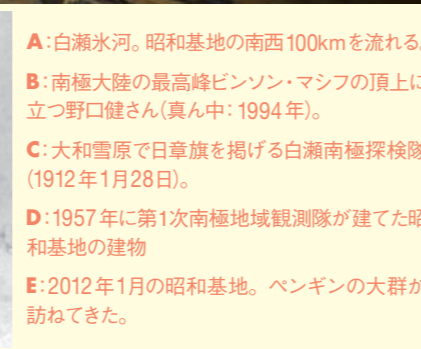 A:白瀬氷河。昭和基地の南西100kmを流れる。
B:南極大陸の最高峰ビンソン・マシフの頂上に
立つ野口健さん(真ん中:1994年)。
C:大和雪原で日章旗を掲げる白瀬南極探検隊
(1912年1月28日)。
D:1957年に第1次南極地域観測隊が建てた昭
和基地の建物
E:2012年1月の昭和基地。ペンギンの大群が
訪ねてきた。